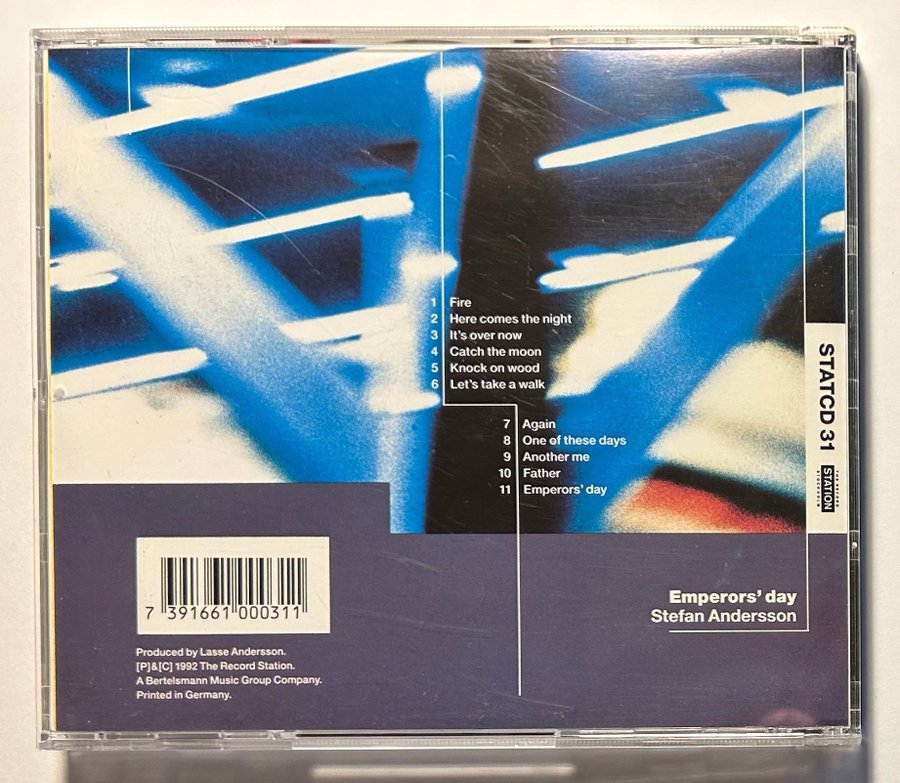 1 Fire
2 Here comes the night
3 It's over now
4 Catch the moon
5 Knock on wood
6 Let's take a walk
7 Again
8 One of these days
9 Another me
10 Father
11 Emperors' day
STATCD 31
THE RECORD
STATION
STOCKHOLM
7 391661 000311
Produced by Lasse Andersson.
[P]&[C] 1992 The Record Station.
A Bertelsmann Music Group Company.
Printed in Germany.
Emperors' day
Stefan Andersson